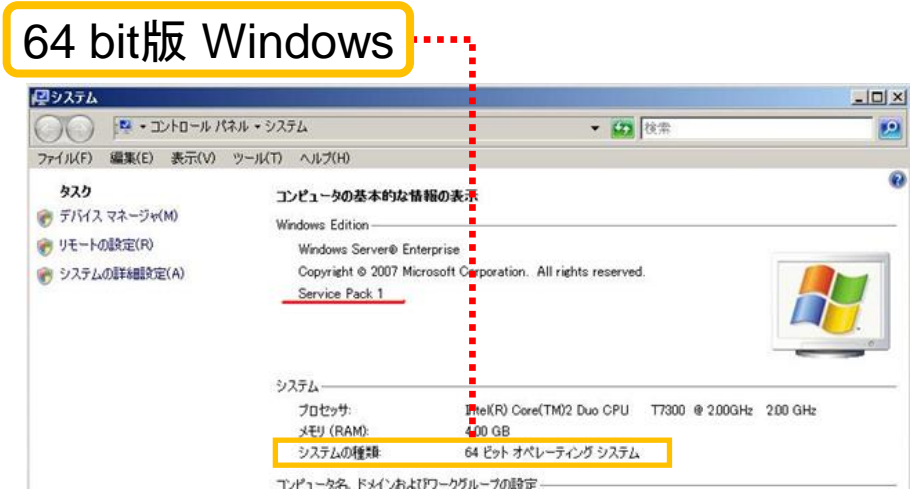 64 bit版 Windows
システム
コントロール パネル システム
検索
ファイル(F) 編集(E) 表示(V) ツール(T) ヘルプ(H)
タスク
デバイス マネージャ(M)
リモートの設定(R)
システムの詳細設定(A)
コンピュータの基本的な情報の表示
Windows Edition
Windows Server® Enterprise
Copyright © 2007 Microsoft Corporation. All rights reserved.
Service Pack 1
システム
プロセッサ: Intel(R) Core(TM)2 Duo CPU T7300 @ 2.00GHz 2.00 GHz
メモリ (RAM): 4.00 GB
システムの種類: 64 ビット オペレーティング システム
コンピュータ名、ドメインおよびワークグループの設定